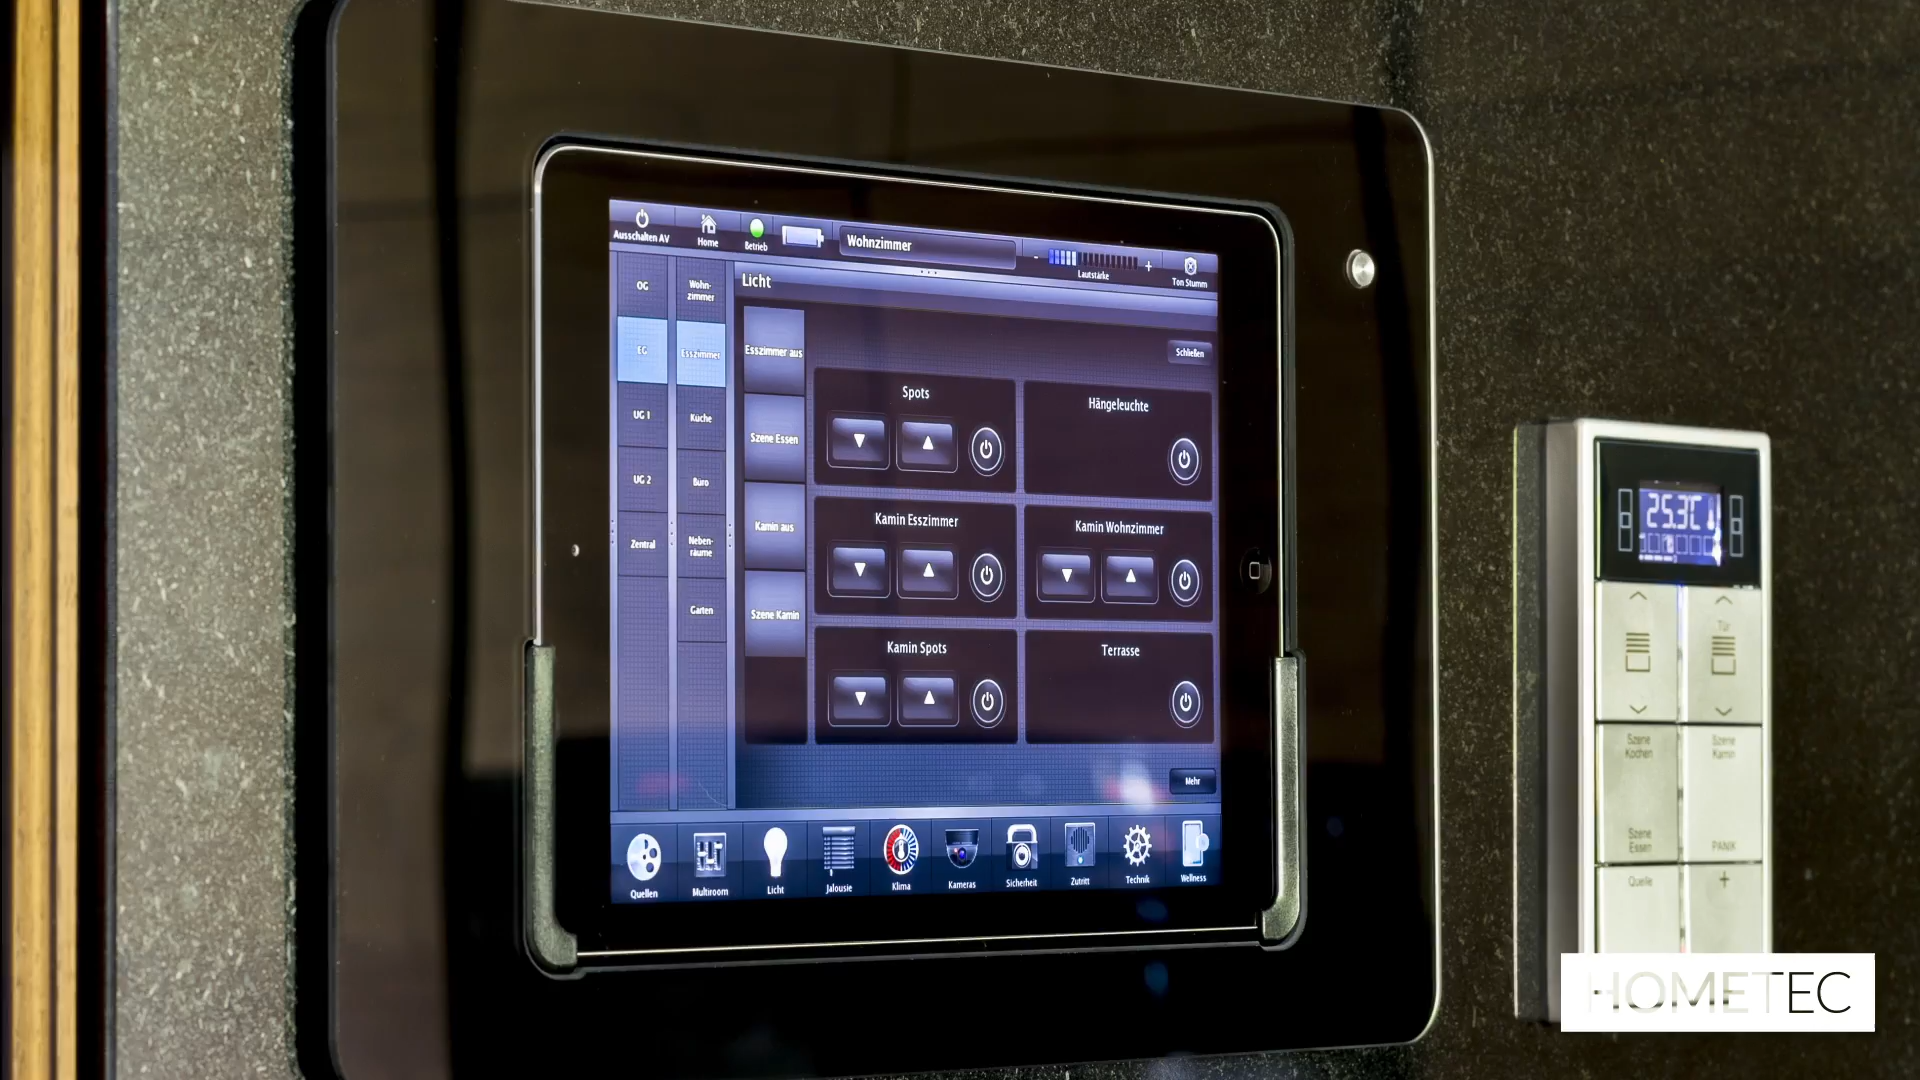 Ausschalten AV
Home
Betrieb
Wohnzimmer
- +
Lautstärke
Ton Stumm
OG
EG
UG 1
UG 2
Zentral
Wohn-
zimmer
Esszimmer
Küche
Büro
Neben-
räume
Garten
Licht
Schließen
Esszimmer aus
Szene Essen
Kamin aus
Szene Kamin
Spots
Hängeleuchte
Kamin Esszimmer
Kamin Wohnzimmer
Kamin Spots
Terrasse
Mehr
Quellen
Multiroom
Licht
Jalousie
Klima
Kameras
Sicherheit
Zutritt
Technik
Wellness
25.3C
Tür
Szene
Kochen
Szene
Kamin
Szene
Essen
PANIK
Quelle
+
HOMETEC